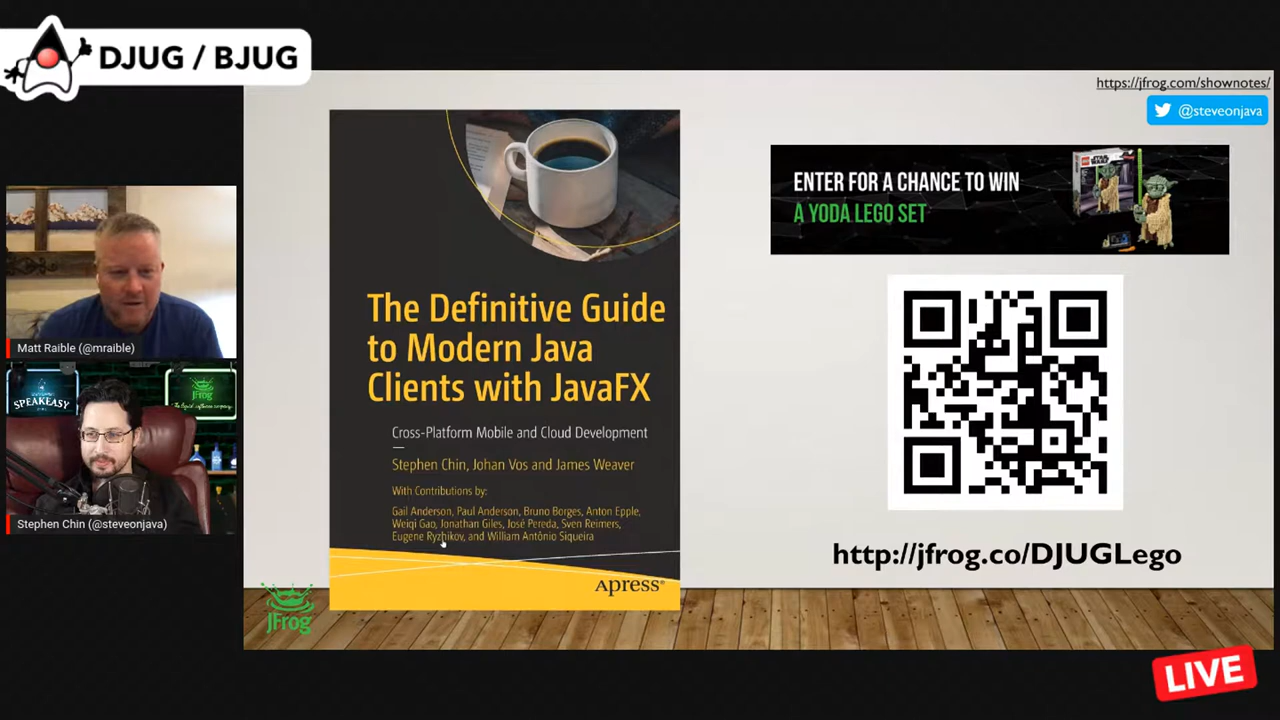 DJUG / BJUG
https://jfrog.com/shownotes/
@steveonjava
ENTER FOR A CHANCE TO WIN
A YODA LEGO SET
The Definitive Guide
to Modern Java
Clients with JavaFX
Cross-Platform Mobile and Cloud Development
Stephen Chin, Johan Vos and James Weaver
With Contributions by:
Gail Anderson, Paul Anderson, Bruno Borges, Anton Epple,
Weiqi Gao, Jonathan Giles, José Pereda, Sven Reimers,
Eugene Ryzhikov, and William Antônio Siqueira
Apress®
http://jfrog.co/DJUGLego
JFrog
Matt Raible (@mraible)
SPEAKEASY
JFrog
Stephen Chin (@steveonjava)
LIVE